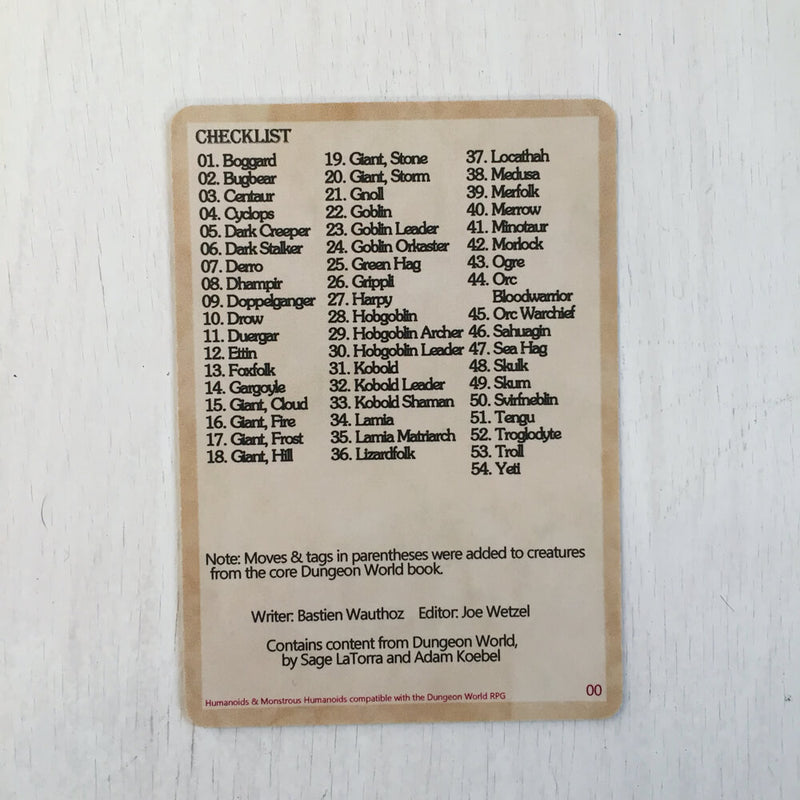 CHECKLIST
01. Boggard
02. Bugbear
03. Centaur
04. Cyclops
05. Dark Creeper
06. Dark Stalker
07. Derro
08. Dhampir
09. Doppelganger
10. Drow
11. Duergar
12. Ettin
13. Foxfolk
14. Gargoyle
15. Giant, Cloud
16. Giant, Fire
17. Giant, Frost
18. Giant, Hill
19. Giant, Stone
20. Giant, Storm
21. Gnoll
22. Goblin
23. Goblin Leader
24. Goblin Orkaster
25. Green Hag
26. Grippli
27. Harpy
28. Hobgoblin
29. Hobgoblin Archer
30. Hobgoblin Leader
31. Kobold
32. Kobold Leader
33. Kobold Shaman
34. Lamia
35. Lamia Matriarch
36. Lizardfolk
37. Locathah
38. Medusa
39. Merfolk
40. Merrow
41. Minotaur
42. Morlock
43. Ogre
44. Orc
Bloodwarrior
45. Orc Warchief
46. Sahuagin
47. Sea Hag
48. Skulk
49. Skum
50. Svirfneblin
51. Tengu
52. Troglodyte
53. Troll
54. Yeti
Note: Moves & tags in parentheses were added to creatures
from the core Dungeon World book.
Writer: Bastien Wauthoz Editor: Joe Wetzel
Contains content from Dungeon World,
by Sage LaTorra and Adam Koebel
Humanoids & Monstrous Humanoids compatible with the Dungeon World RPG
00